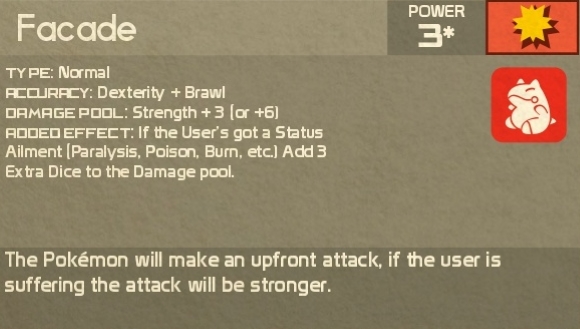 Facade
POWER
3*
TYPE: Normal
ACCURACY: Dexterity + Brawl
DAMAGE POOL: Strength + 3 (or +6)
ADDED EFFECT: If the User's got a Status
Ailment (Paralysis, Poison, Burn, etc.) Add 3
Extra Dice to the Damage pool.
The Pokémon will make an upfront attack, if the user is
suffering the attack will be stronger.